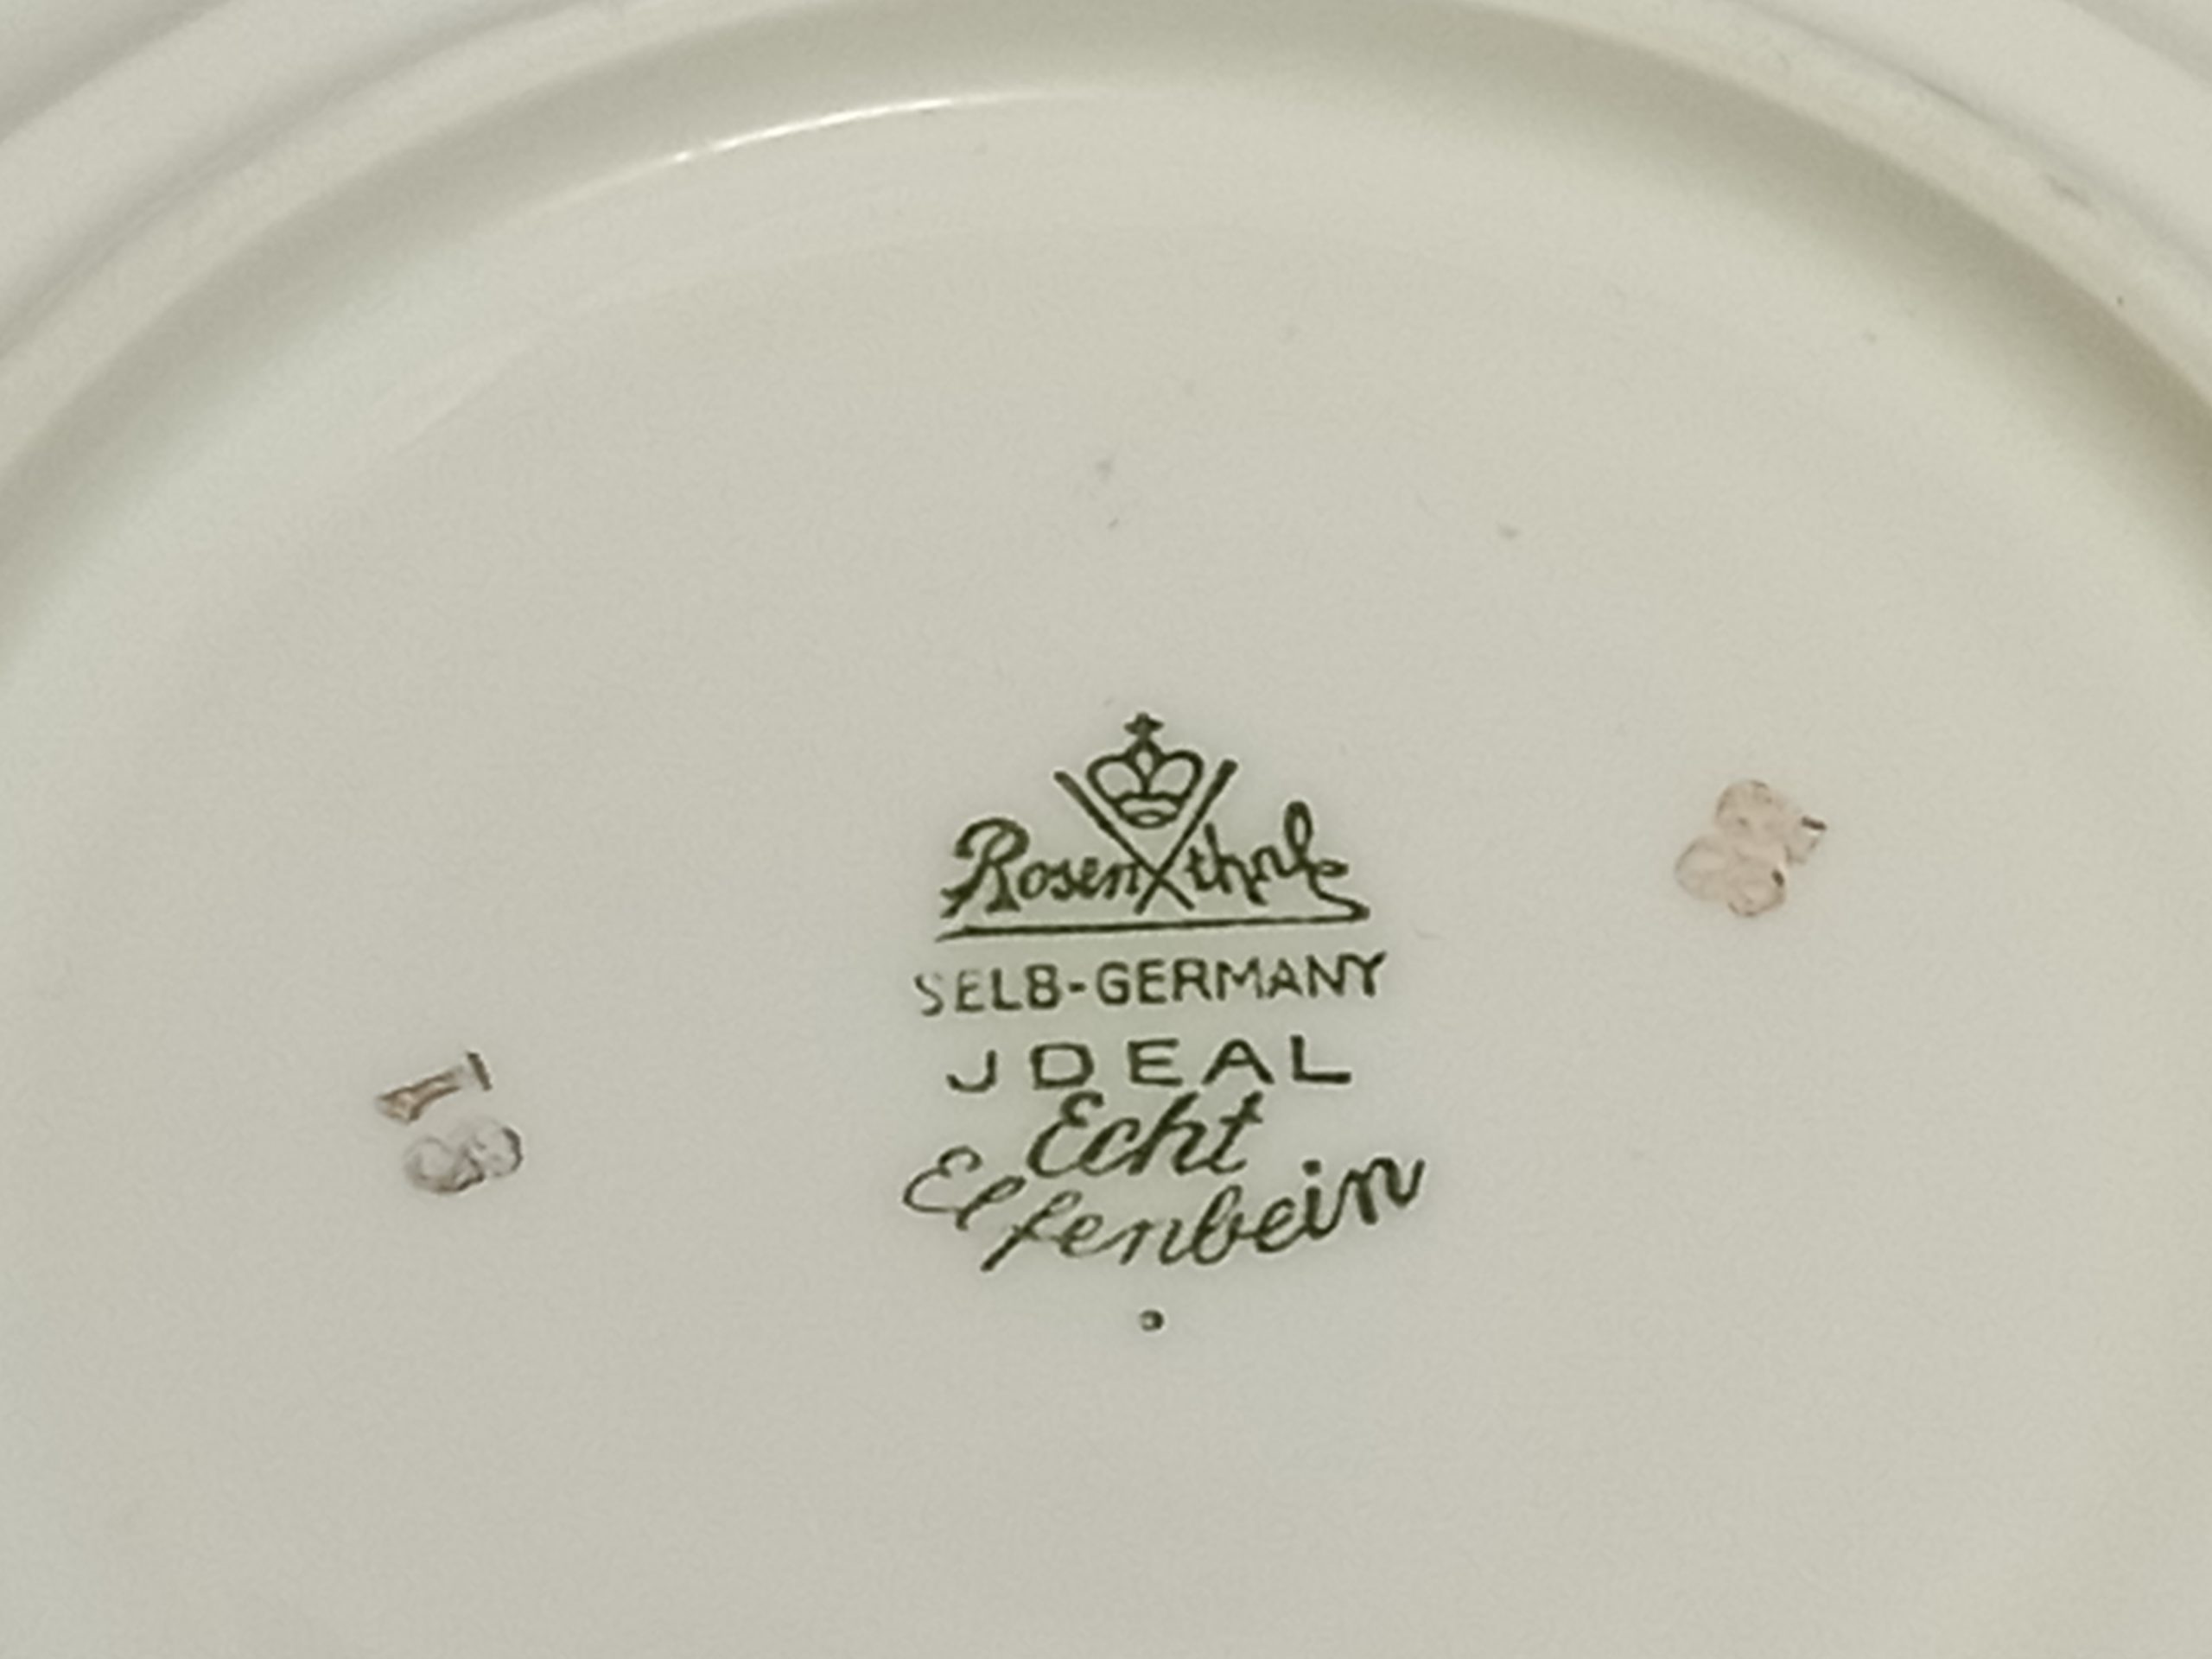 Rosenthal
SELB-GERMANY
JDEAL
Echt
Elfenbein